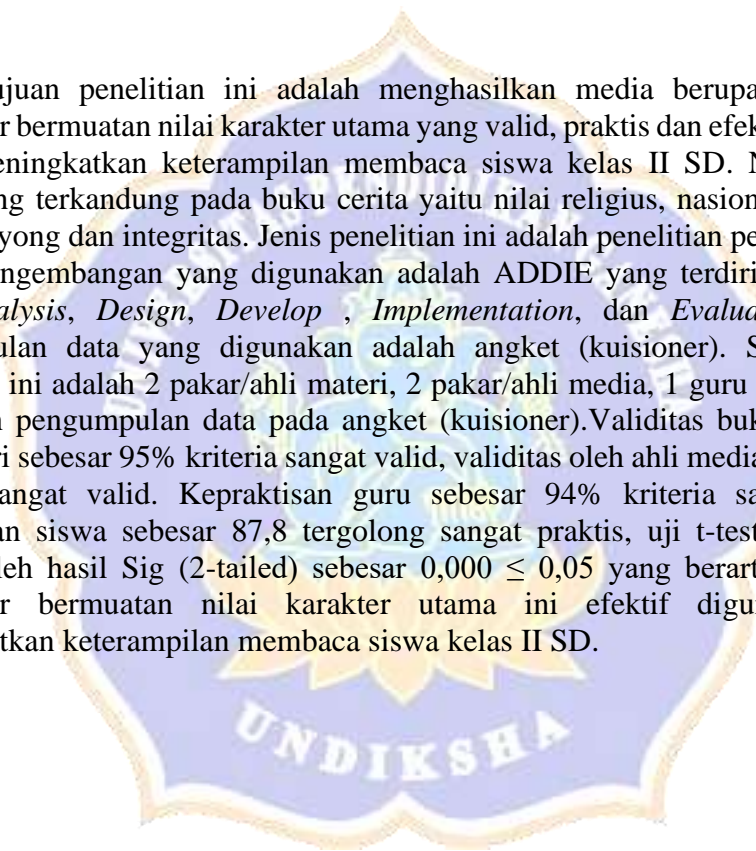 ujuan penelitian ini adalah menghasilkan media berupa
r bermuatan nilai karakter utama yang valid, praktis dan efek
eningkatkan keterampilan membaca siswa kelas II SD. N
ng terkandung pada buku cerita yaitu nilai religius, nasion
yong dan integritas. Jenis penelitian ini adalah penelitian pe
engembangan yang digunakan adalah ADDIE yang terdiri
alysis, Design, Develop , Implementation, dan Evalua
ulan data yang digunakan adalah angket (kuisioner). S
ini adalah 2 pakar/ahli materi, 2 pakar/ahli media, 1 guru
n pengumpulan data pada angket (kuisioner).Validitas buk
ri sebesar 95% kriteria sangat valid, validitas oleh ahli media
angat valid. Kepraktisan guru sebesar 94% kriteria sa
an siswa sebesar 87,8 tergolong sangat praktis, uji t-test
leh hasil Sig (2-tailed) sebesar 0,000 ≤ 0,05 yang berart
r bermuatan nilai karakter utama ini efektif digu
tkan keterampilan membaca siswa kelas II SD.
UNDIKSHA